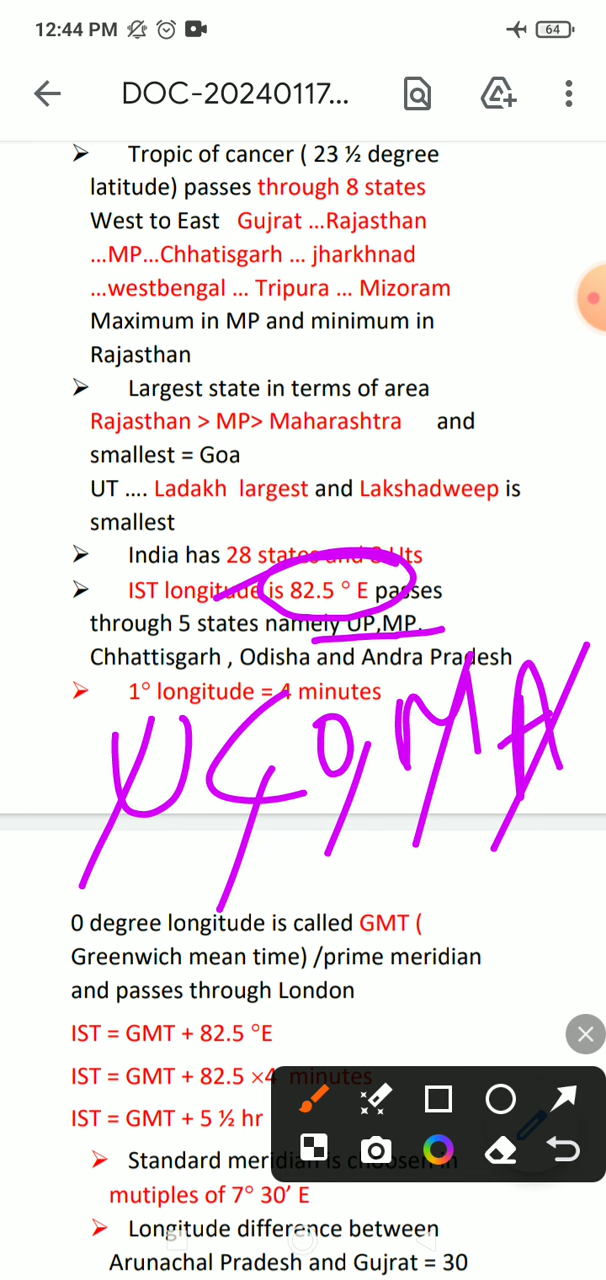 12:44 PM
64
DOC-20240117...
➤ Tropic of cancer ( 23 ½ degree
latitude) passes through 8 states
West to East Gujrat ...Rajasthan
...MP...Chhatisgarh ... jharkhnad
...westbengal ... Tripura ... Mizoram
Maximum in MP and minimum in
Rajasthan
➤ Largest state in terms of area
Rajasthan > MP> Maharashtra and
smallest = Goa
UT .... Ladakh largest and Lakshadweep is
smallest
➤ India has 28 states and 8 Uts
➤ IST longitude is 82.5 ° E passes
through 5 states namely UP,MP,
Chhattisgarh , Odisha and Andra Pradesh
➤ 1° longitude = 4 minutes
U C O M A
0 degree longitude is called GMT (
Greenwich mean time) /prime meridian
and passes through London
IST = GMT + 82.5 °E
IST = GMT + 82.5 ×4 minutes
IST = GMT + 5 ½ hr
➤ Standard meridian is choosen in
mutiples of 7° 30’ E
➤ Longitude difference between
Arunachal Pradesh and Gujrat = 30